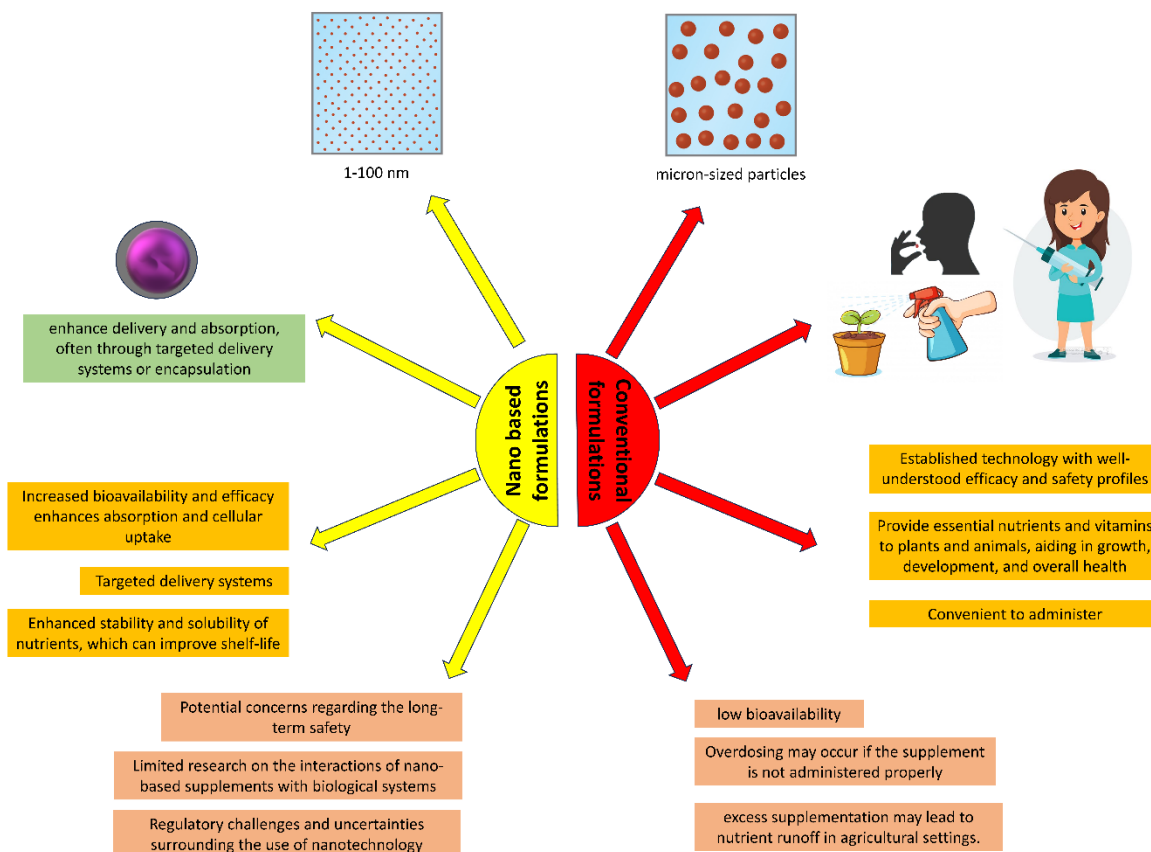 1-100 nm
micron-sized particles
enhance delivery and absorption,
often through targeted delivery
systems or encapsulation
Nano based
formulations
Conventional
formulations
Increased bioavailability and efficacy
enhances absorption and cellular
uptake
Targeted delivery systems
Enhanced stability and solubility of
nutrients, which can improve shelf-life
Established technology with well-
understood efficacy and safety profiles
Provide essential nutrients and vitamins
to plants and animals, aiding in growth,
development, and overall health
Convenient to administer
Potential concerns regarding the long-
term safety
Limited research on the interactions of nano-
based supplements with biological systems
Regulatory challenges and uncertainties
surrounding the use of nanotechnology
low bioavailability
Overdosing may occur if the supplement
is not administered properly
excess supplementation may lead to
nutrient runoff in agricultural settings.